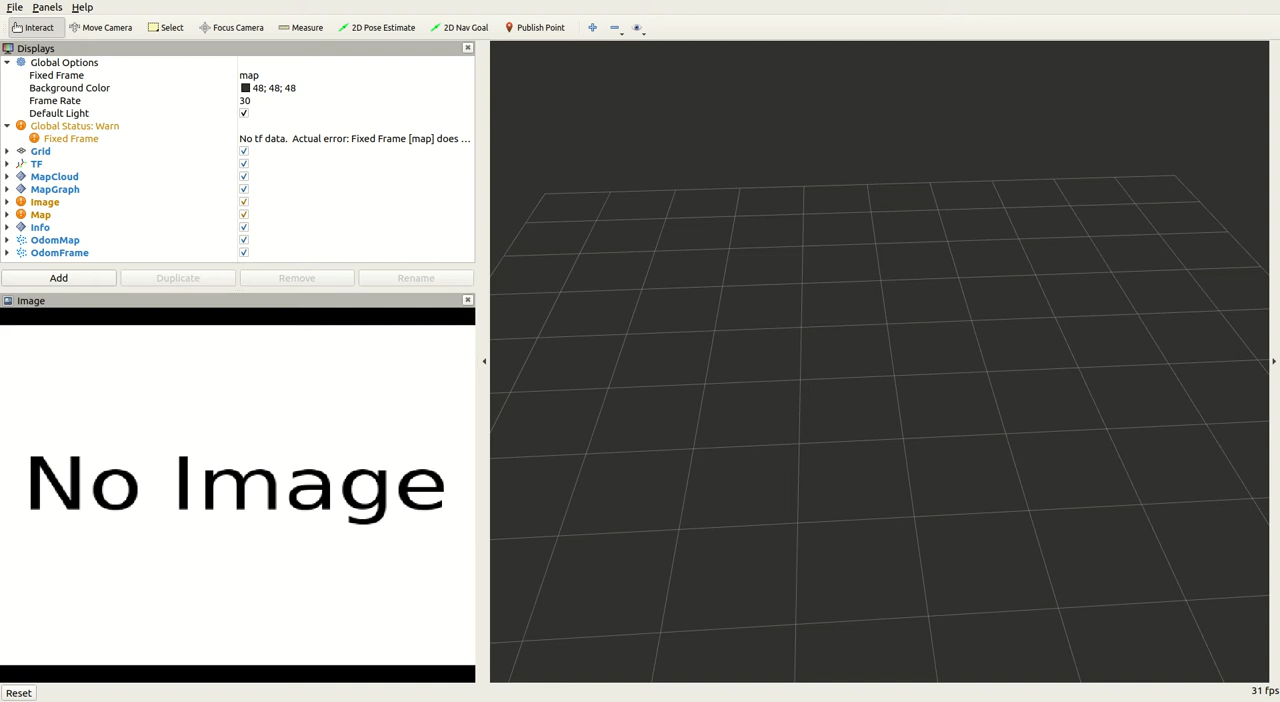 File Panels Help
Interact Move Camera Select Focus Camera Measure 2D Pose Estimate 2D Nav Goal Publish Point
Displays
Global Options
Fixed Frame map
Background Color 48; 48; 48
Frame Rate 30
Default Light
Global Status: Warn
Fixed Frame No tf data. Actual error: Fixed Frame [map] does ...
Grid
TF
MapCloud
MapGraph
Image
Map
Info
OdomMap
OdomFrame
Add Duplicate Remove Rename
Image
No Image
Reset 31 fps